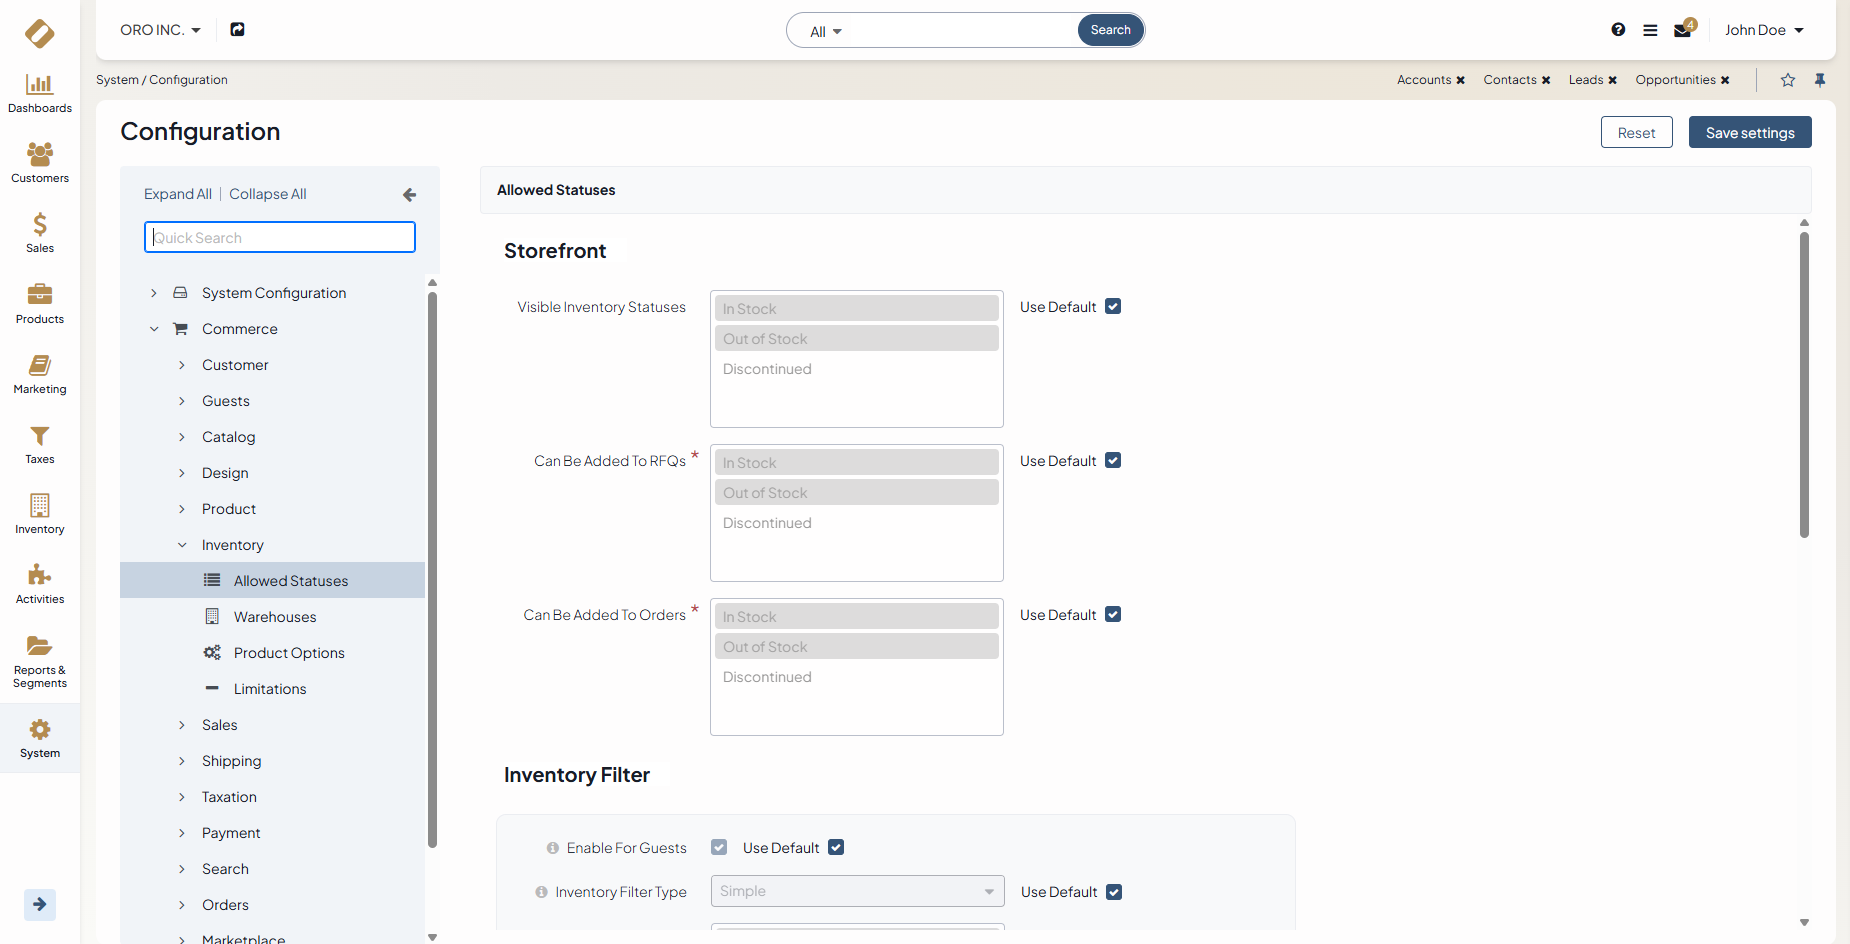 ORO INC.
All
Search
4
John Doe
Dashboards
Customers
Sales
Products
Marketing
Taxes
Inventory
Activities
Reports &
Segments
System
System / Configuration
Accounts
Contacts
Leads
Opportunities
Configuration
Reset
Save settings
Expand All | Collapse All
Quick Search
System Configuration
Commerce
Customer
Guests
Catalog
Design
Product
Inventory
Allowed Statuses
Warehouses
Product Options
Limitations
Sales
Shipping
Taxation
Payment
Search
Orders
Marketplace
Allowed Statuses
Storefront
Visible Inventory Statuses
In Stock
Out of Stock
Discontinued
Use Default
Can Be Added To RFQs *
In Stock
Out of Stock
Discontinued
Use Default
Can Be Added To Orders *
In Stock
Out of Stock
Discontinued
Use Default
Inventory Filter
Enable For Guests
Use Default
Inventory Filter Type
Simple
Use Default